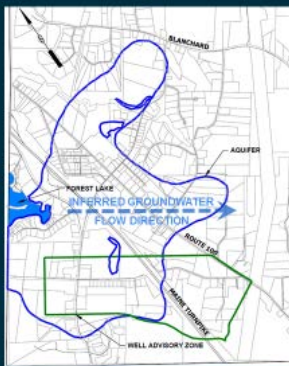 BLANCHARD
AQUIFER
FOREST LAKE
INFERRED GROUNDWATER
FLOW DIRECTION
ROUTE 100
MAINE TURNPIKE
WELL ADVISORY ZONE